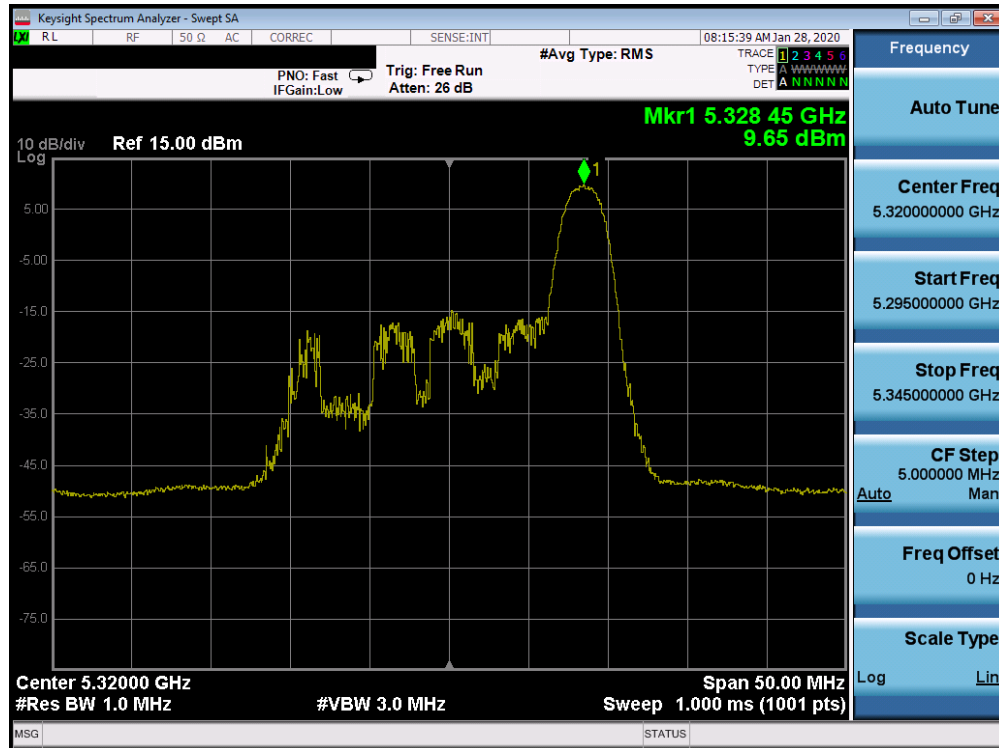 Keysight Spectrum Analyzer - Swept SA
LXI RL RF 50 Ω AC CORREC SENSE:INT 08:15:39 AM Jan 28, 2020
#Avg Type: RMS
TRACE 1 2 3 4 5 6
TYPE A WWWWW
DET A N N N N N
PNO: Fast
IFGain:Low
Trig: Free Run
Atten: 26 dB
Mkr1 5.328 45 GHz
9.65 dBm
10 dB/div
Log
Ref 15.00 dBm
1
5.00
-5.00
-15.0
-25.0
-35.0
-45.0
-55.0
-65.0
-75.0
Center 5.32000 GHz
Span 50.00 MHz
#Res BW 1.0 MHz
#VBW 3.0 MHz
Sweep 1.000 ms (1001 pts)
MSG
STATUS
Frequency
Auto Tune
Center Freq
5.320000000 GHz
Start Freq
5.295000000 GHz
Stop Freq
5.345000000 GHz
CF Step
5.000000 MHz
Auto Man
Freq Offset
0 Hz
Scale Type
Log Lin